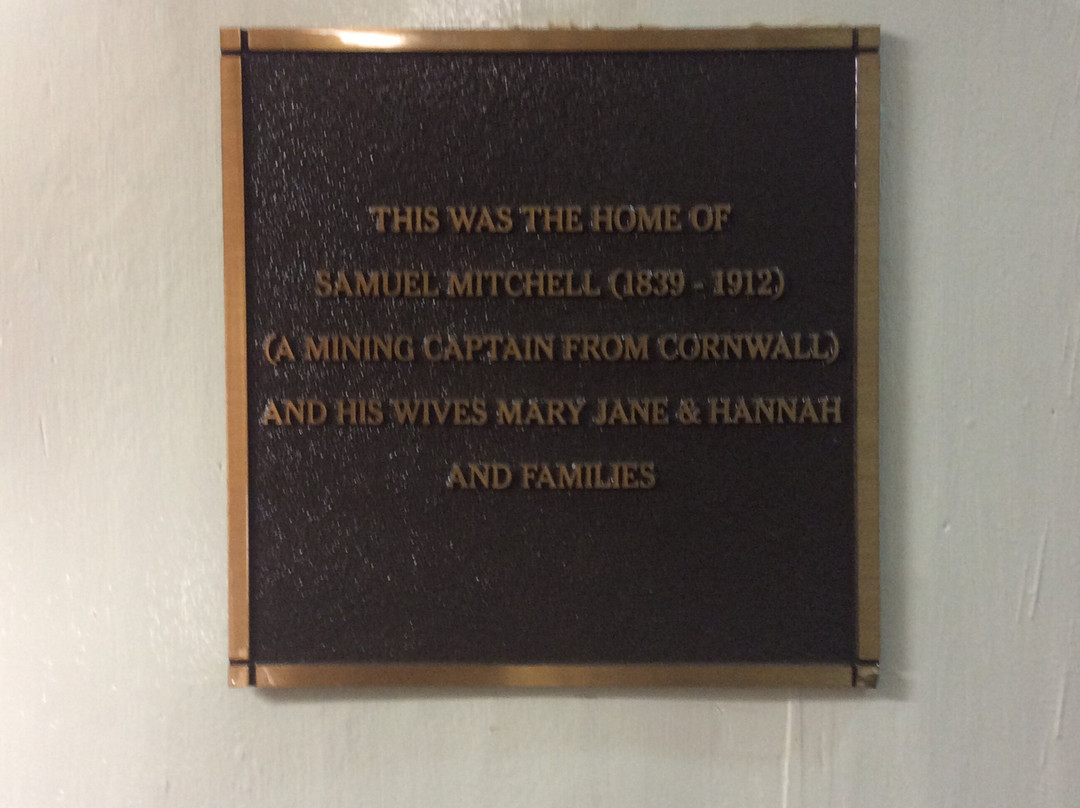 THIS WAS THE HOME OF
SAMUEL MITCHELL (1839 - 1912)
(A MINING CAPTAIN FROM CORNWALL)
AND HIS WIVES MARY JANE & HANNAH
AND FAMILIES